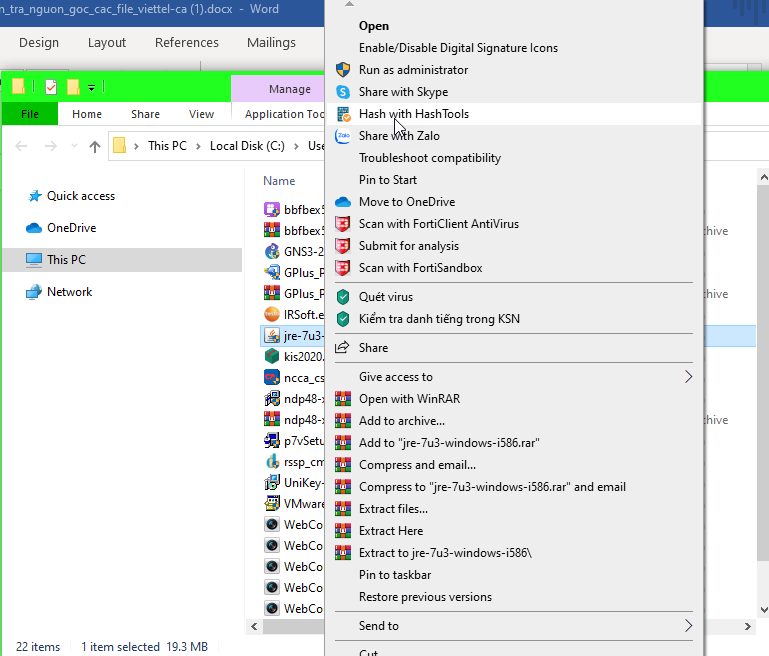 n_tra_nguon_goc_cac_file_viettel-ca (1).docx - Word
Design Layout References Mailings
Manage
File Home Share View Application Too
This PC > Local Disk (C:) > Use
Quick access
OneDrive
This PC
Network
Name
bbfbex5
bbfbex5
GNS3-2
GPlus_P
GPlus_P
IRSoft.e
jre-7u3-
kis2020.
ncca_cs
ndp48-x
ndp48-x
p7vSetu
rssp_cm
UniKey-
VMware
WebCo
WebCo
WebCo
WebCo
WebCo
chive
chive
chive
Open
Enable/Disable Digital Signature Icons
Run as administrator
Share with Skype
Hash with HashTools
Zalo
Share with Zalo
Troubleshoot compatibility
Pin to Start
Move to OneDrive
Scan with FortiClient AntiVirus
Submit for analysis
Scan with FortiSandbox
Quét virus
Kiểm tra danh tiếng trong KSN
Share
Give access to
Open with WinRAR
Add to archive...
Add to "jre-7u3-windows-i586.rar"
Compress and email...
Compress to "jre-7u3-windows-i586.rar" and email
Extract files...
Extract Here
Extract to jre-7u3-windows-i586\
Pin to taskbar
Restore previous versions
Send to
Cut
22 items 1 item selected 19.3 MB